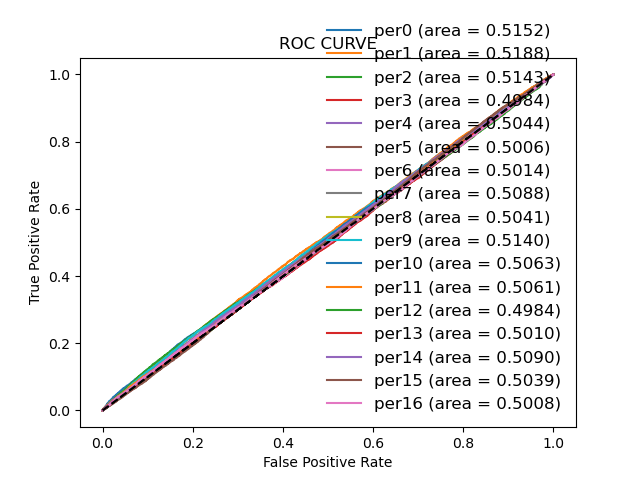 ROC CURVE
per0 (area = 0.5152)
per1 (area = 0.5188)
per2 (area = 0.5143)
per3 (area = 0.4984)
per4 (area = 0.5044)
per5 (area = 0.5006)
per6 (area = 0.5014)
per7 (area = 0.5088)
per8 (area = 0.5041)
per9 (area = 0.5140)
per10 (area = 0.5063)
per11 (area = 0.5061)
per12 (area = 0.4984)
per13 (area = 0.5010)
per14 (area = 0.5090)
per15 (area = 0.5039)
per16 (area = 0.5008)
True Positive Rate
1.0
0.8
0.6
0.4
0.2
0.0
0.0 0.2 0.4 0.6 0.8 1.0
False Positive Rate